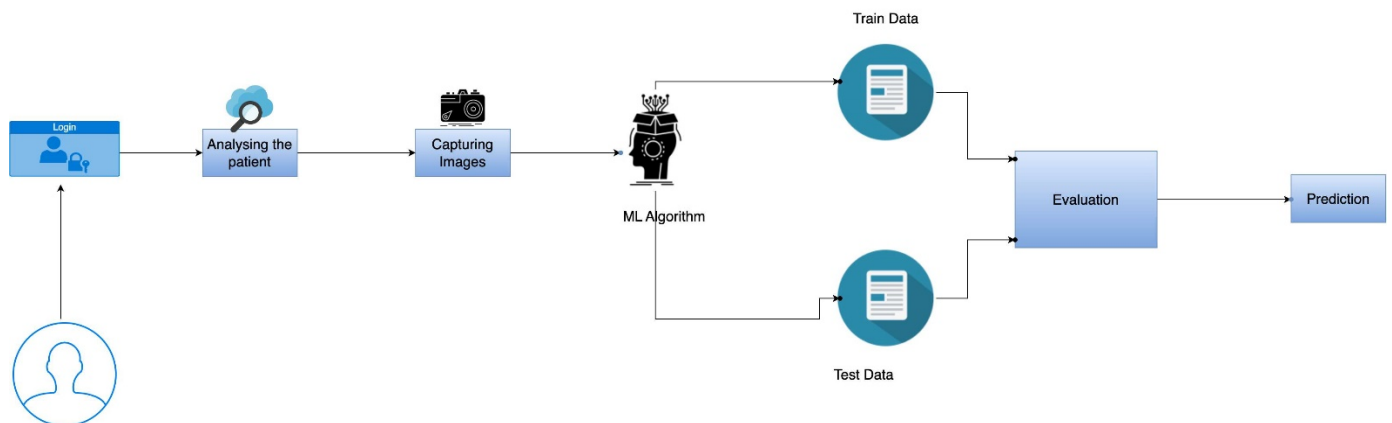 Train Data
Login
Analysing the
patient
Capturing
Images
ML Algorithm
Evaluation
Prediction
Test Data